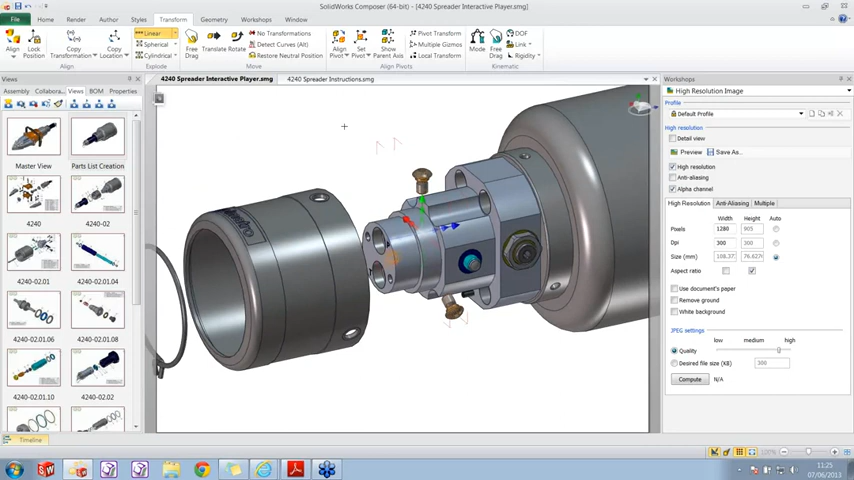 SolidWorks Composer (64-bit) - [4240 Spreader Interactive Player.smg]
File Home Render Author Styles Transform Geometry Workshops Window
Align Lock Position Copy Transformation Copy Location
Linear
Spherical
Cylindrical
Free Drag Translate Rotate
No Transformations
Detect Curves (Alt)
Restore Neutral
Align Pivot Set Pivot Show Parent Axis
Pivot Transform
Multiple Gizmos
Local Transform
Mode Free Drag
DOF
Link
Rigidity
Align Explode Transform Align Pivots Kinematic
Views
Assembly Collabora... Views BOM Markers
4240 Spreader Interactive Player.smg 4240 Spreader Instructions.smg
Master View Parts List Creation
4240 4240-02
4240-02.01 4240-02.01.04
4240-02.01.06 4240-02.01.08
4240-02.01.10 4240-02.02
Timeline
Workshops
High Resolution Image
Profile
Default Profile
High resolution
Detail view
Preview Save As...
High resolution
Anti-aliasing
Alpha channel
High Resolution Anti-Aliasing Multiple
Width Height Auto
Pixels 1280 905
Dpi 300 300
Size (mm) 108.373 76.6270
Aspect ratio
Use document's paper
Remove ground
White background
JPEG settings
low medium high
Quality
Desired file size (KB) 300
Compute N/A
100%
11:25
07/06/2013